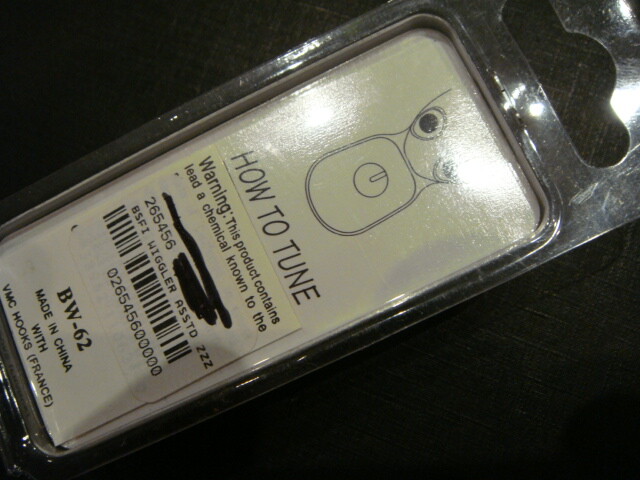 HOW TO TUNE
Warning: This product contains
lead a chemical known to the
265456
BSFI WIGGLER ASSTD ZZZ
026545600000
BW-62
MADE IN CHINA
WITH
VMC HOOKS (FRANCE)